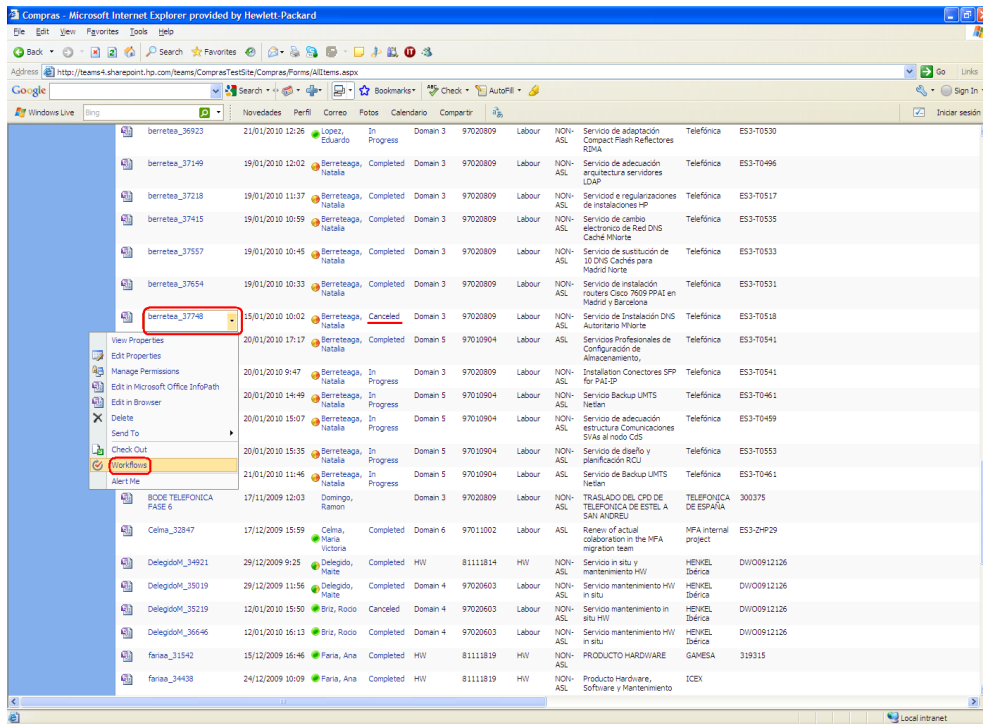 Compras - Microsoft Internet Explorer provided by Hewlett-Packard
File Edit View Favorites Tools Help
Back Search Favorites
Address http://teams4.sharepoint.hp.com/teams/ComprasTestSite/Compras/Forms/AllItems.aspx Go Links
Google Search Bookmarks Check AutoFill Sign In
Windows Live Bing Novedades Perfil Correo Fotos Calendario Compartir Iniciar sesión
berretea_36923 21/01/2010 12:26 Lopez, In Domain 3 97020809 Labour NON- Servicio de adaptación Telefónica ES3-T0530
Eduardo Progress ASL Compact Flash Reflectores
RIMA
berretea_37149 19/01/2010 12:02 Berreteaga, Completed Domain 3 97020809 Labour NON- Servicio de adecuación Telefónica ES3-T0496
Natalia ASL arquitectura servidores
LDAP
berretea_37218 19/01/2010 11:37 Berreteaga, Completed Domain 3 97020809 Labour NON- Serviciod e regularizaciones Telefónica ES3-T0517
Natalia ASL de instalaciones HP
berretea_37415 19/01/2010 10:59 Berreteaga, Completed Domain 3 97020809 Labour NON- Servicio de cambio Telefónica ES3-T0535
Natalia ASL electronico de Red DNS
Caché MNorte
berretea_37557 19/01/2010 10:45 Berreteaga, Completed Domain 3 97020809 Labour NON- Servicio de sustitución de Telefónica ES3-T0533
Natalia ASL 10 DNS Cachés para
Madrid Norte
berretea_37654 19/01/2010 10:33 Berreteaga, Completed Domain 3 97020809 Labour NON- Servicio de instalación Telefónica ES3-T0531
Natalia ASL routers Cisco 7609 PPAI en
Madrid y Barcelona
berretea_37748 15/01/2010 10:02 Berreteaga, Canceled Domain 3 97020809 Labour NON- Servicio de Instalación DNS Telefónica ES3-T0518
Natalia ASL Autoritario MNorte
View Properties 20/01/2010 17:17 Berreteaga, Completed Domain 5 97010904 Labour ASL Servicios Profesionales de Telefónica ES3-T0541
Natalia Configuración de
Edit Properties Almacenamiento,
Manage Permissions 20/01/2010 9:47 Berreteaga, In Domain 3 97020809 Labour NON- Installation Conectores SFP Telefónica ES3-T0541
Natalia Progress ASL for PAI-IP
Edit in Microsoft Office InfoPath
Edit in Browser 20/01/2010 14:49 Berreteaga, In Domain 5 97010904 Labour NON- Servicio Backup UMTS Telefónica ES3-T0461
Natalia Progress ASL Netlan
Delete 20/01/2010 15:07 Berreteaga, In Domain 5 97010904 Labour NON- Servicio de adecuación Telefónica ES3-T0459
Natalia Progress ASL estructura Comunicaciones
Send To SVAs al nodo CdS
Check Out 20/01/2010 15:35 Berreteaga, In Domain 5 97010904 Labour NON- Servicio de diseño y Telefónica ES3-T0553
Natalia Progress ASL planificación RCU
Workflows
Alert Me 21/01/2010 11:46 Berreteaga, In Domain 5 97010904 Labour ASL Servicio de Backup UMTS Telefónica ES3-T0461
Natalia Progress Netlan
BODE TELEFONICA 17/11/2009 12:03 Domingo, Domain 3 97020809 Labour NON- TRASLADO DEL CPD DE TELEFONICA 300375
FASE 6 Ramon ASL TELEFONICA DE ESTEL A DE ESPAÑA
SAN ANDREU
Celma_32847 17/12/2009 15:59 Celma, Completed Domain 6 97011002 Labour ASL Renew of actual MFA internal ES3-ZHP29
Maria colaboration in the MFA project
Victoria migration team
DelegidoM_34921 29/12/2009 9:25 Delegido, Completed HW 81111814 HW NON- Servicio in situ y HENKEL DWO0912126
Maite ASL mantenimiento HW Ibérica
DelegidoM_35019 29/12/2009 11:56 Delegido, Completed Domain 4 97020603 Labour NON- Servicio mantenimiento HW HENKEL DWO0912126
Maite ASL in situ Ibérica
DelegidoM_35219 12/01/2010 15:50 Briz, Rocio Canceled Domain 4 97020603 Labour NON- Servicio mantenimiento in HENKEL DWO0912126
ASL situ HW Ibérica
DelegidoM_36646 12/01/2010 16:13 Briz, Rocio Completed Domain 4 97020603 Labour NON- Servicio mantenimiento HW HENKEL DWO0912126
ASL in situ Ibérica
fariaa_31542 15/12/2009 16:46 Faria, Ana Completed HW 81111819 HW NON- PRODUCTO HARDWARE GAMESA 319315
ASL
fariaa_34438 24/12/2009 10:09 Faria, Ana Completed HW 81111819 HW NON- Producto Hardware, ICEX
ASL Software y Mantenimiento
Local intranet